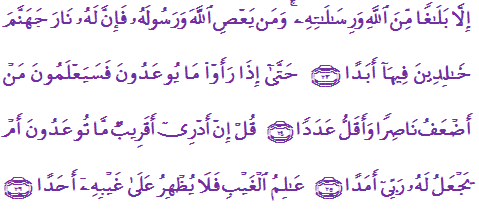 إِلَّا بَلَٰغًا مِّنَ ٱللَّهِ وَرِسَٰلَٰتِهِۦ ۚ وَمَن يَعْصِ ٱللَّهَ وَرَسُولَهُۥ فَإِنَّ لَهُۥ نَارَ جَهَنَّمَ
خَٰلِدِينَ فِيهَآ أَبَدًا ﴿٢٣﴾ حَتَّىٰٓ إِذَا رَأَوْا۟ مَا يُوعَدُونَ فَسَيَعْلَمُونَ مَنْ
أَضْعَفُ نَاصِرًا وَأَقَلُّ عَدَدًا ﴿٢٤﴾ قُلْ إِنْ أَدْرِىٓ أَقَرِيبٌ مَّا تُوعَدُونَ أَمْ
يَجْعَلُ لَهُۥ رَبِّىٓ أَمَدًا ﴿٢٥﴾ عَٰلِمُ ٱلْغَيْبِ فَلَا يُظْهِرُ عَلَىٰ غَيْبِهِۦٓ أَحَدًا ﴿٢٦﴾